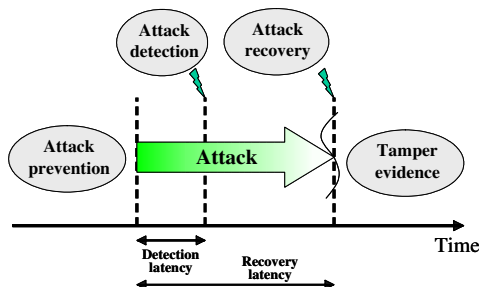 Attack
detection
Attack
recovery
Attack
prevention
Attack
Tamper
evidence
Time
Detection
latency
Recovery
latency